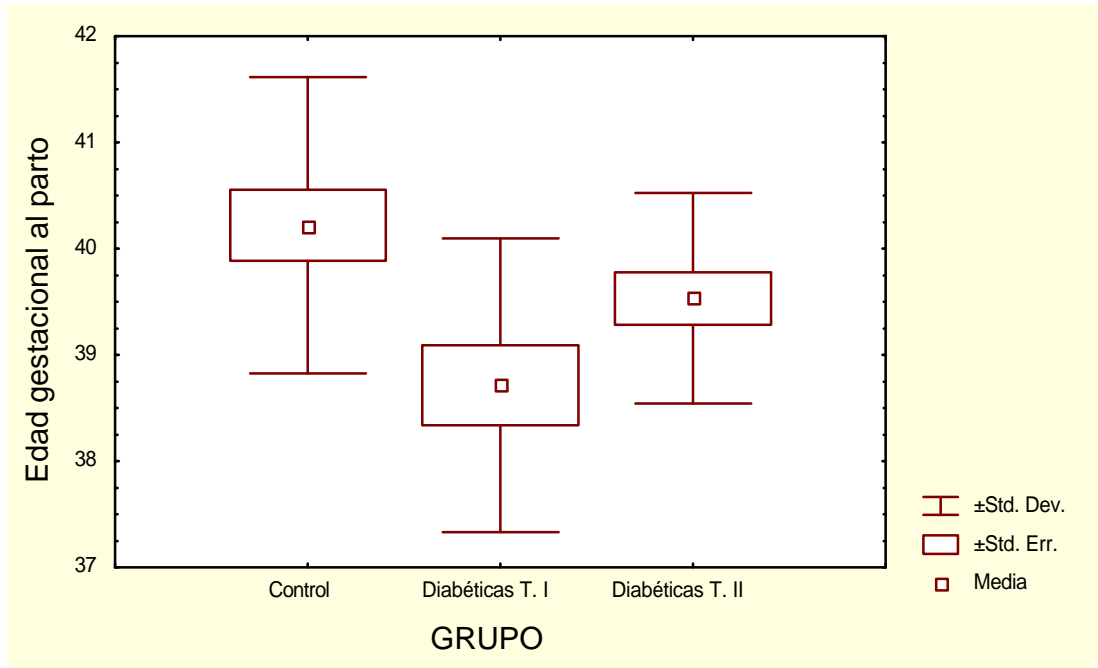 Edad gestacional al parto
42
41
40
39
38
37
Control
Diabéticas T. I
Diabéticas T. II
GRUPO
±Std. Dev.
±Std. Err.
Media